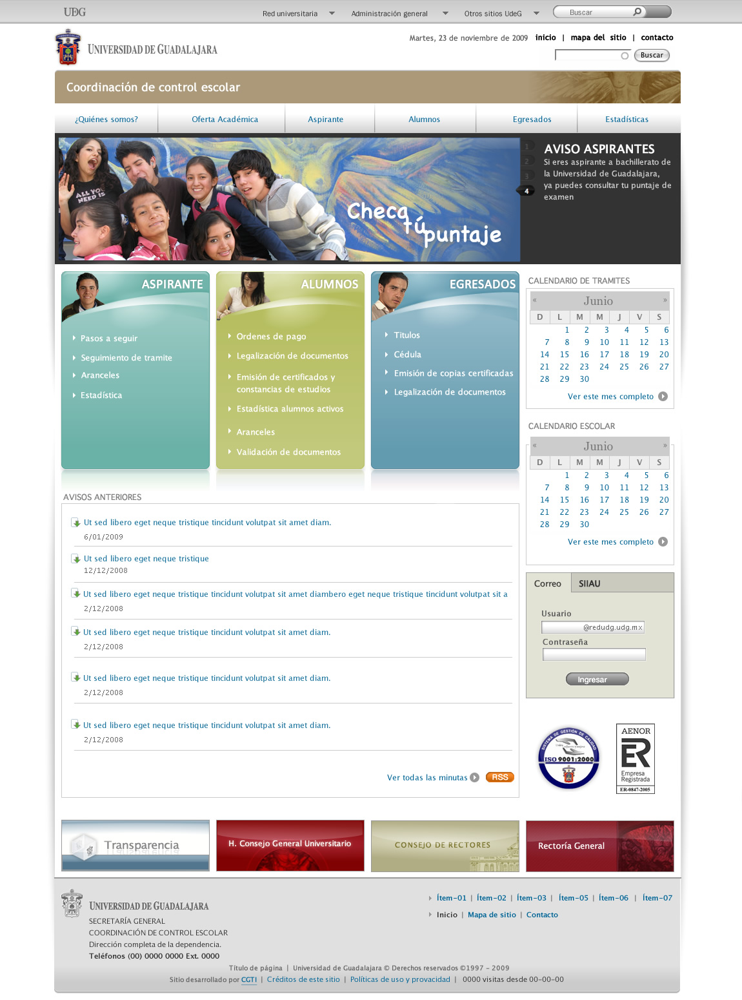 UDG
Red universitaria
Administración general
Otros sitios UdeG
Buscar
UNIVERSIDAD DE GUADALAJARA
Martes, 23 de noviembre de 2009
inicio | mapa del sitio | contacto
Buscar
Coordinación de control escolar
¿Quiénes somos?
Oferta Académica
Aspirante
Alumnos
Egresados
Estadísticas
ALL YOU
NEED IS
Checa
tú
puntaje
1
2
3
4
AVISO ASPIRANTES
Si eres aspirante a bachillerato de
la Universidad de Guadalajara,
ya puedes consultar tu puntaje de
examen
ASPIRANTE
Pasos a seguir
Seguimiento de tramite
Aranceles
Estadística
ALUMNOS
Ordenes de pago
Legalización de documentos
Emisión de certificados y
constancias de estudios
Estadística alumnos activos
Aranceles
Validación de documentos
EGRESADOS
Titulos
Cédula
Emisión de copias certificadas
Legalización de documentos
CALENDARIO DE TRAMITES
« Junio »
D L M M J V S
1 2 3 4 5 6
7 8 9 10 11 12 13
14 15 16 17 18 19 20
21 22 23 24 25 26 27
28 29 30
Ver este mes completo
CALENDARIO ESCOLAR
« Junio »
D L M M J V S
1 2 3 4 5 6
7 8 9 10 11 12 13
14 15 16 17 18 19 20
21 22 23 24 25 26 27
28 29 30
Ver este mes completo
AVISOS ANTERIORES
Ut sed libero eget neque tristique tincidunt volutpat sit amet diam.
6/01/2009
Ut sed libero eget neque tristique
12/12/2008
Ut sed libero eget neque tristique tincidunt volutpat sit amet diambero eget neque tristique tincidunt volutpat sit a
2/12/2008
Ut sed libero eget neque tristique tincidunt volutpat sit amet diam.
2/12/2008
Ut sed libero eget neque tristique tincidunt volutpat sit amet diam.
2/12/2008
Ut sed libero eget neque tristique tincidunt volutpat sit amet diam.
2/12/2008
Ver todas las minutas
RSS
Correo
SIIAU
Usuario
@redudg.udg.mx
Contraseña
Ingresar
SISTEMA DE GESTIÓN DE CALIDAD
ISO 9001:2000
AENOR
ER
Empresa
Registrada
ER-0847-2005
Transparencia
H. Consejo General Universitario
CONSEJO DE RECTORES
Rectoría General
UNIVERSIDAD DE GUADALAJARA
SECRETARÍA GENERAL
COORDINACIÓN DE CONTROL ESCOLAR
Dirección completa de la dependencia.
Teléfonos (00) 0000 0000 Ext. 0000
Ítem-01 | Ítem-02 | Ítem-03 | Ítem-05 | Ítem-06 | Ítem-07
Inicio | Mapa de sitio | Contacto
Título de página | Universidad de Guadalajara © Derechos reservados ©1997 - 2009
Sitio desarrollado por CGTI | Créditos de este sitio | Políticas de uso y provacidad | 0000 visitas desde 00-00-00